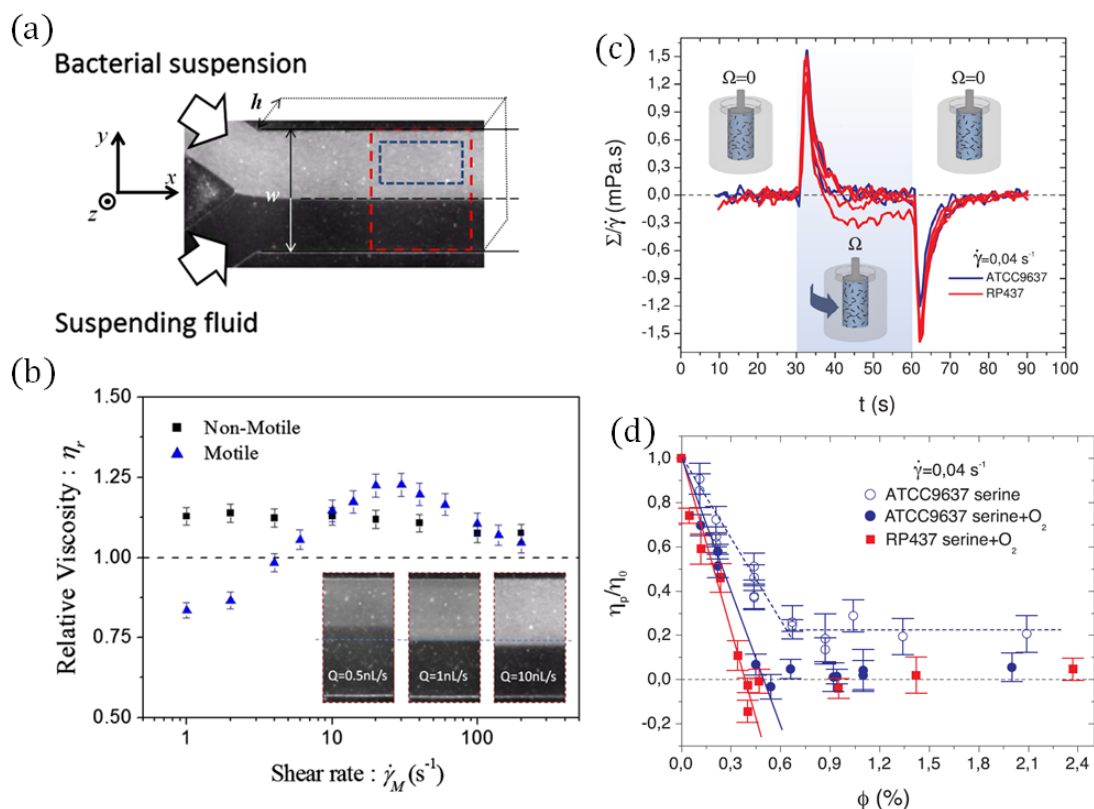 (a)
Bacterial suspension
h
y
x
z
w
Suspending fluid
(b)
Relative Viscosity : ηr
1.50
1.25
1.00
0.75
0.50
Non-Motile
Motile
Q=0.5nL/s
Q=1nL/s
Q=10nL/s
1
10
100
Shear rate : γ̇M (s-1)
(c)
Σ/γ̇ (mPa.s)
1,5
1,2
0,9
0,6
0,3
0,0
-0,3
-0,6
-0,9
-1,2
-1,5
Ω=0
Ω=0
Ω
γ̇=0,04 s-1
ATCC9637
RP437
0 10 20 30 40 50 60 70 80 90 100
t (s)
(d)
ηp/η0
1,0
0,8
0,6
0,4
0,2
0,0
-0,2
γ̇=0,04 s-1
ATCC9637 serine
ATCC9637 serine+O2
RP437 serine+O2
0,0 0,3 0,6 0,9 1,2 1,5 1,8 2,1 2,4
ϕ (%)